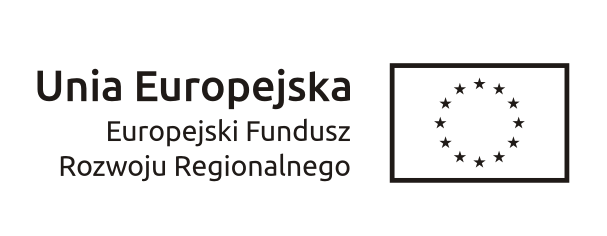 Unia Europejska
Europejski Fundusz
Rozwoju Regionalnego